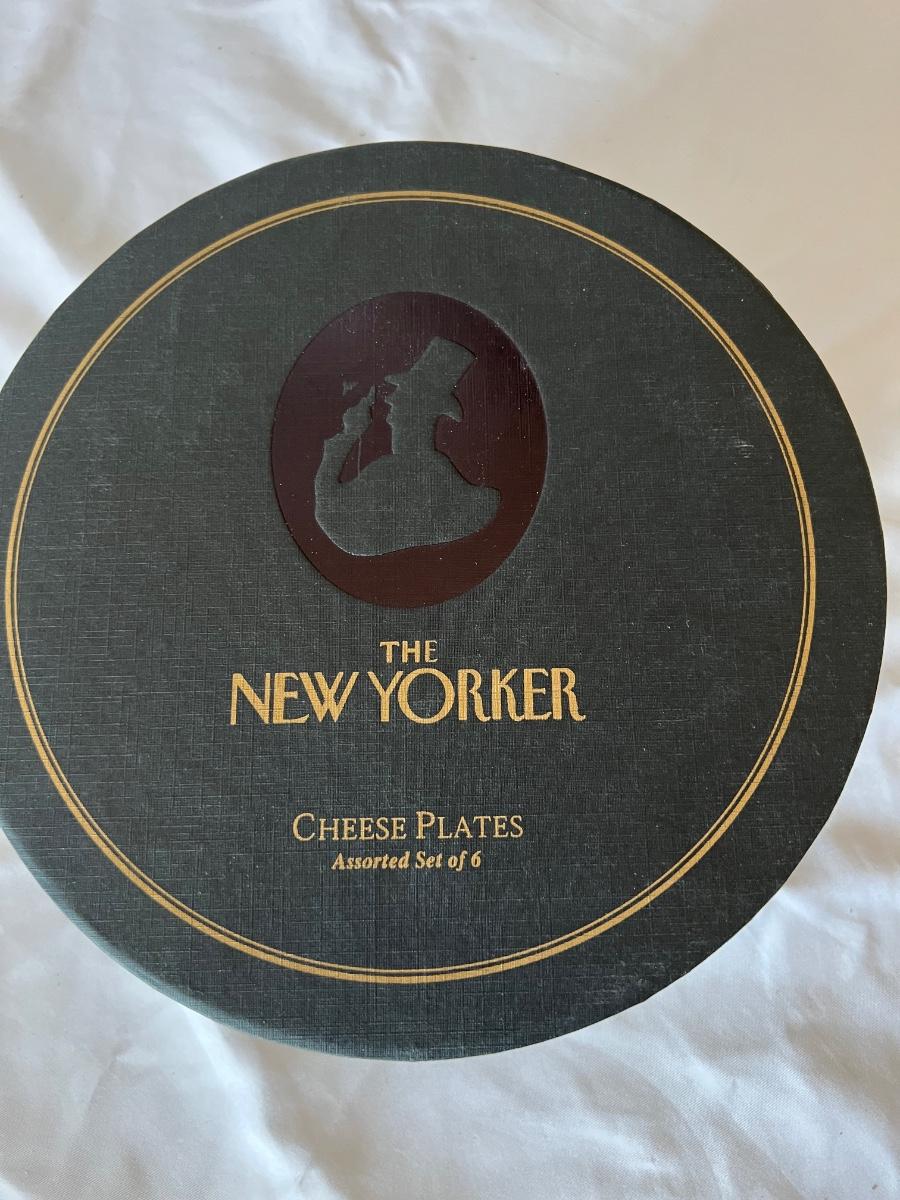 THE
NEW YORKER
CHEESE PLATES
Assorted Set of 6